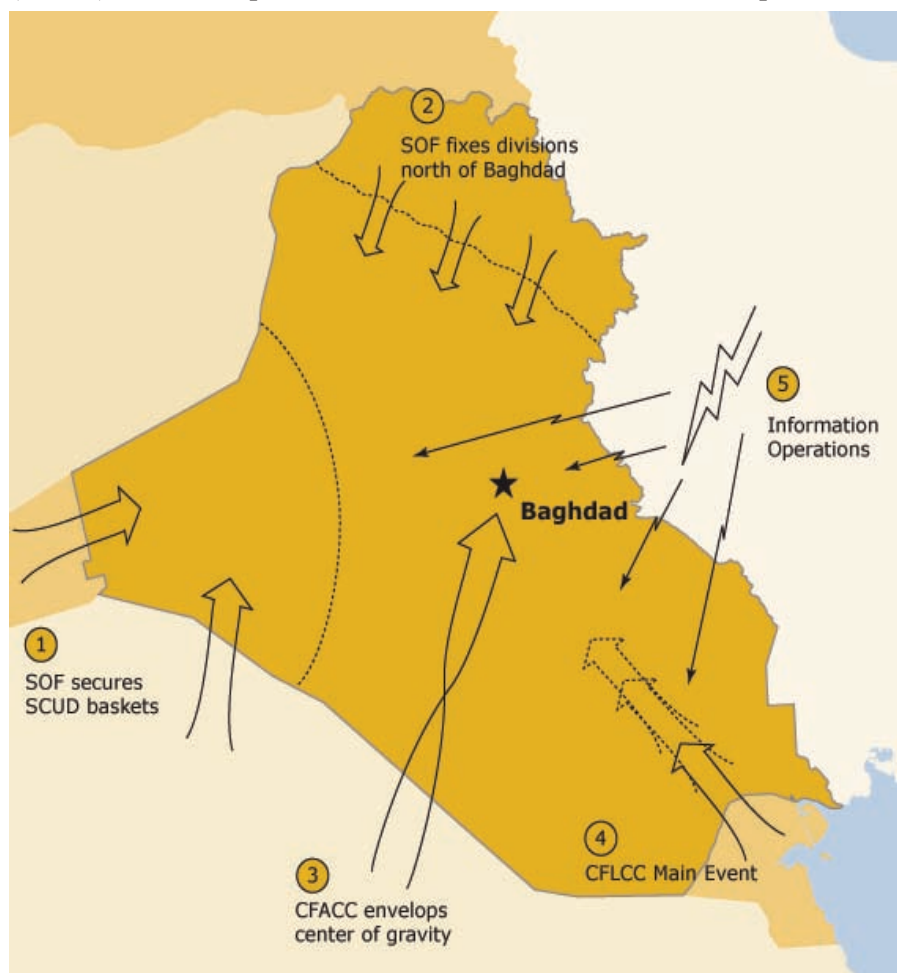 2
SOF fixes divisions
north of Baghdad
5
Information
Operations
Baghdad
1
SOF secures
SCUD baskets
3
CFACC envelops
center of gravity
4
CFLCC Main Event